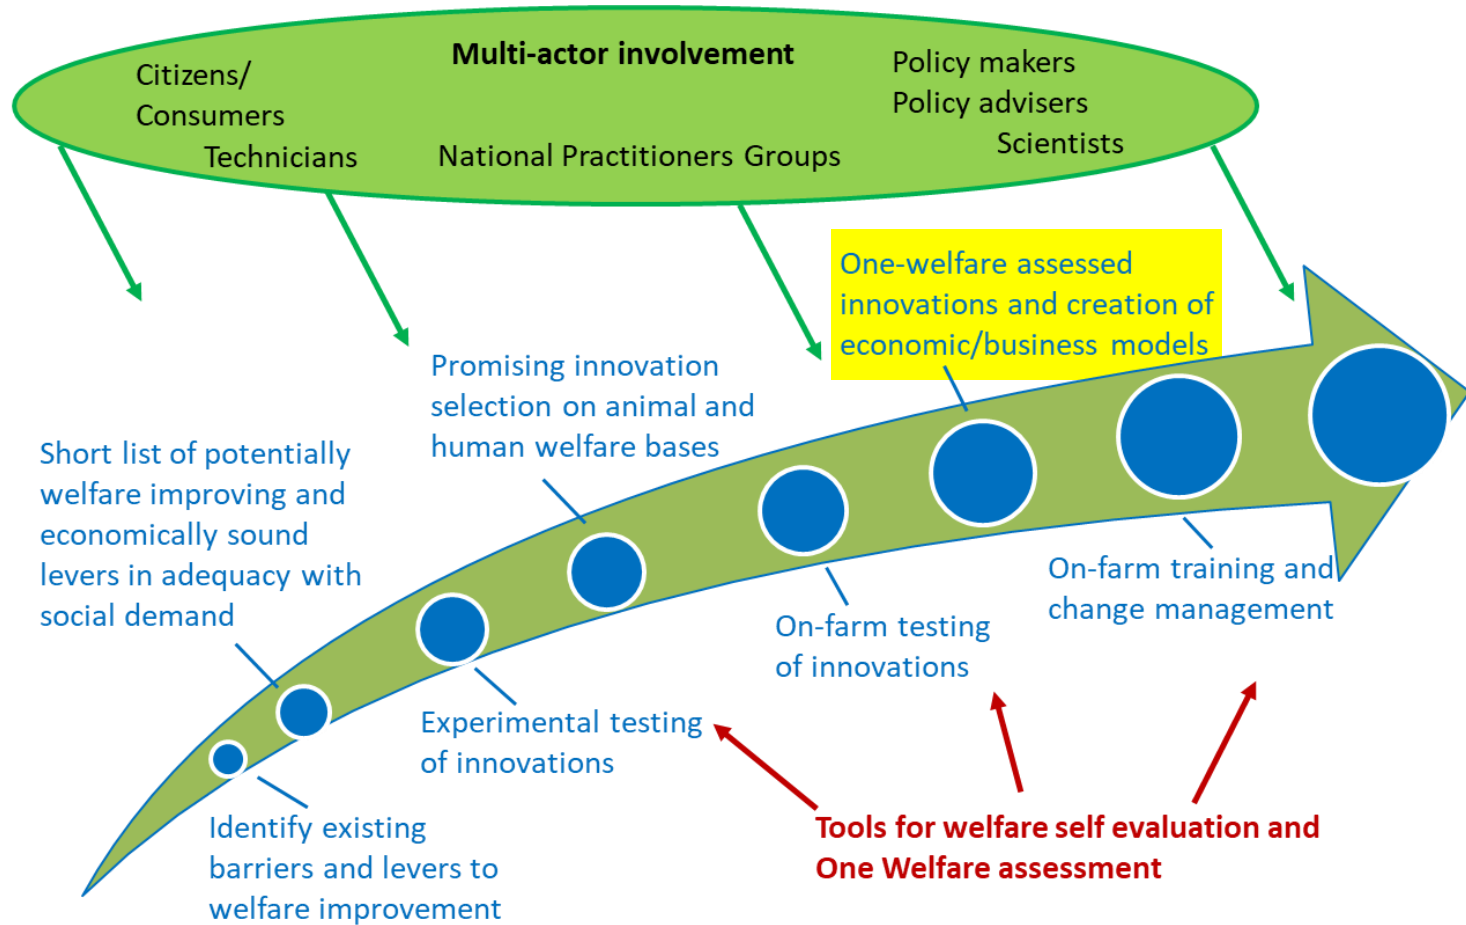 Multi-actor involvement
Citizens/
Consumers
Technicians
National Practitioners Groups
Policy makers
Policy advisers
Scientists
One-welfare assessed
innovations and creation of
economic/business models
Promising innovation
selection on animal and
human welfare bases
Short list of potentially
welfare improving and
economically sound
levers in adequacy with
social demand
On-farm training and
change management
On-farm testing
of innovations
Experimental testing
of innovations
Identify existing
barriers and levers to
welfare improvement
Tools for welfare self evaluation and
One Welfare assessment